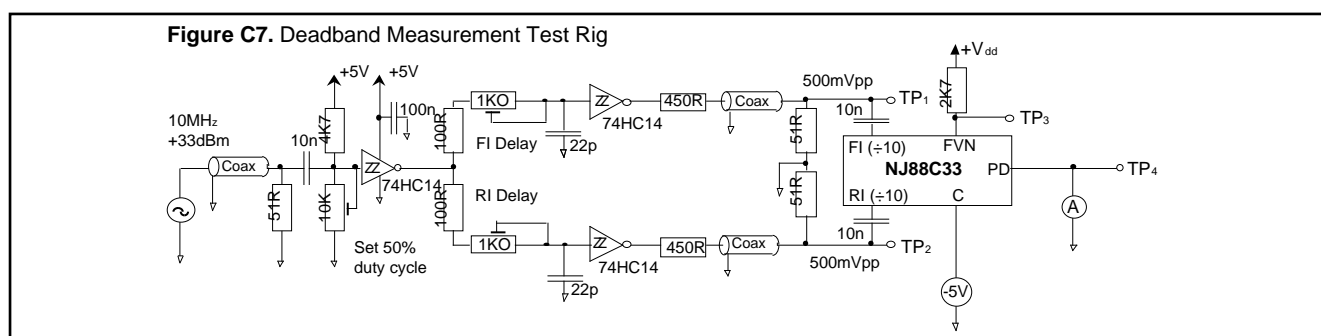 Figure C7. Deadband Measurement Test Rig
+5V
+5V
+Vdd
10MHz
+33dBm
Coax
51R
10n
4K7
10K
Set 50%
duty cycle
100n
74HC14
100R
1KO
FI Delay
22p
74HC14
450R
Coax
500mVpp
TP1
10n
51R
100R
RI Delay
1KO
22p
74HC14
450R
Coax
500mVpp
TP2
10n
51R
2K7
TP3
FI (÷10)
FVN
NJ88C33
PD
RI (÷10)
C
TP4
A
-5V